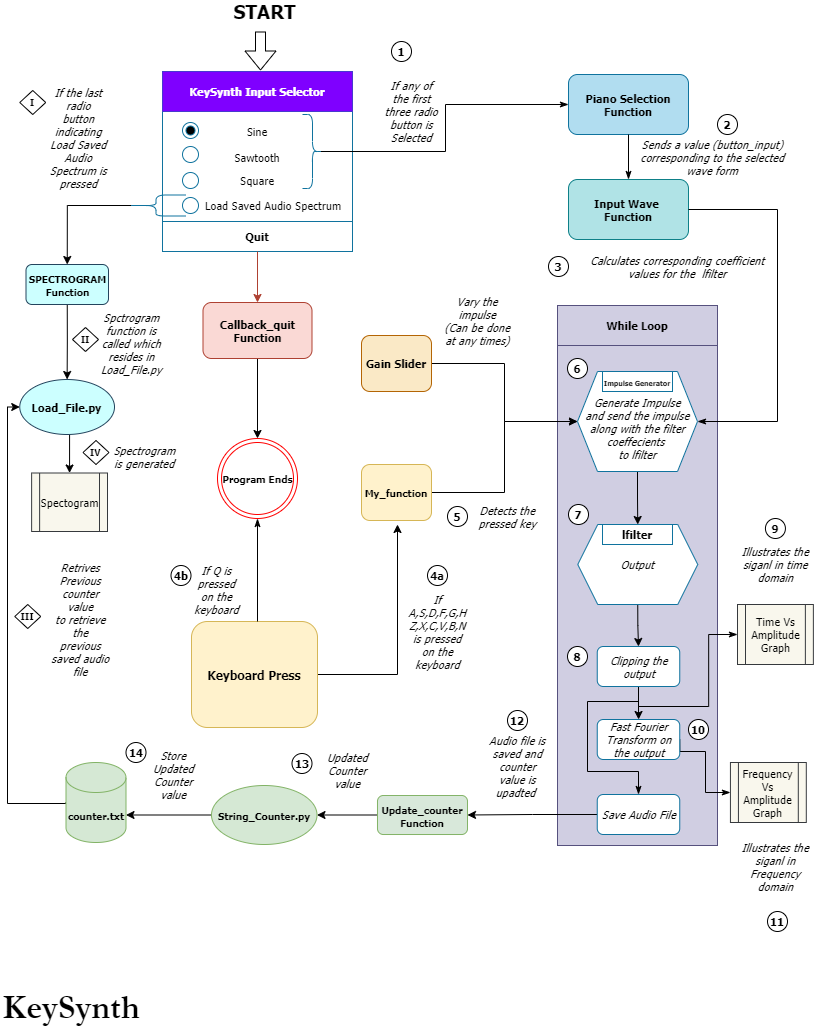 START
1
I
If the last
radio
button
indicating
Load Saved
Audio
Spectrum is
pressed
KeySynth Input Selector
Sine
Sawtooth
Square
Load Saved Audio Spectrum
Quit
If any of
the first
three radio
button is
Selected
Piano Selection
Function
2
Sends a value (button_input)
corresponding to the selected
wave form
Input Wave
Function
3
Calculates corresponding coefficient
values for the lfilter
SPECTROGRAM
Function
II
Spctrogram
function is
called which
resides in
Load_File.py
Load_File.py
IV
Spectrogram
is generated
Spectogram
Callback_quit
Function
Program Ends
Vary the
impulse
(Can be done
at any times)
Gain Slider
My_function
5
Detects the
pressed key
While Loop
6
Impulse Generator
Generate Impulse
and send the impulse
along with the filter
coeffecients
to lfilter
7
lfilter
Output
9
Illustrates the
siganl in time
domain
Time Vs
Amplitude
Graph
8
Clipping the
output
10
Fast Fourier
Transform on
the output
Frequency
Vs
Amplitude
Graph
Illustrates the
siganl in
Frequency
domain
11
Save Audio File
4b
If Q is
pressed
on the
keyboard
4a
If
A,S,D,F,G,H
Z,X,C,V,B,N
is pressed
on the
keyboard
Keyboard Press
III
Retrives
Previous
counter
value
to retrieve
the
previous
saved audio
file
12
Audio file is
saved and
counter
value is
upadted
Update_counter
Function
13
Updated
Counter
value
String_Counter.py
14
Store
Updated
Counter
value
counter.txt
KeySynth